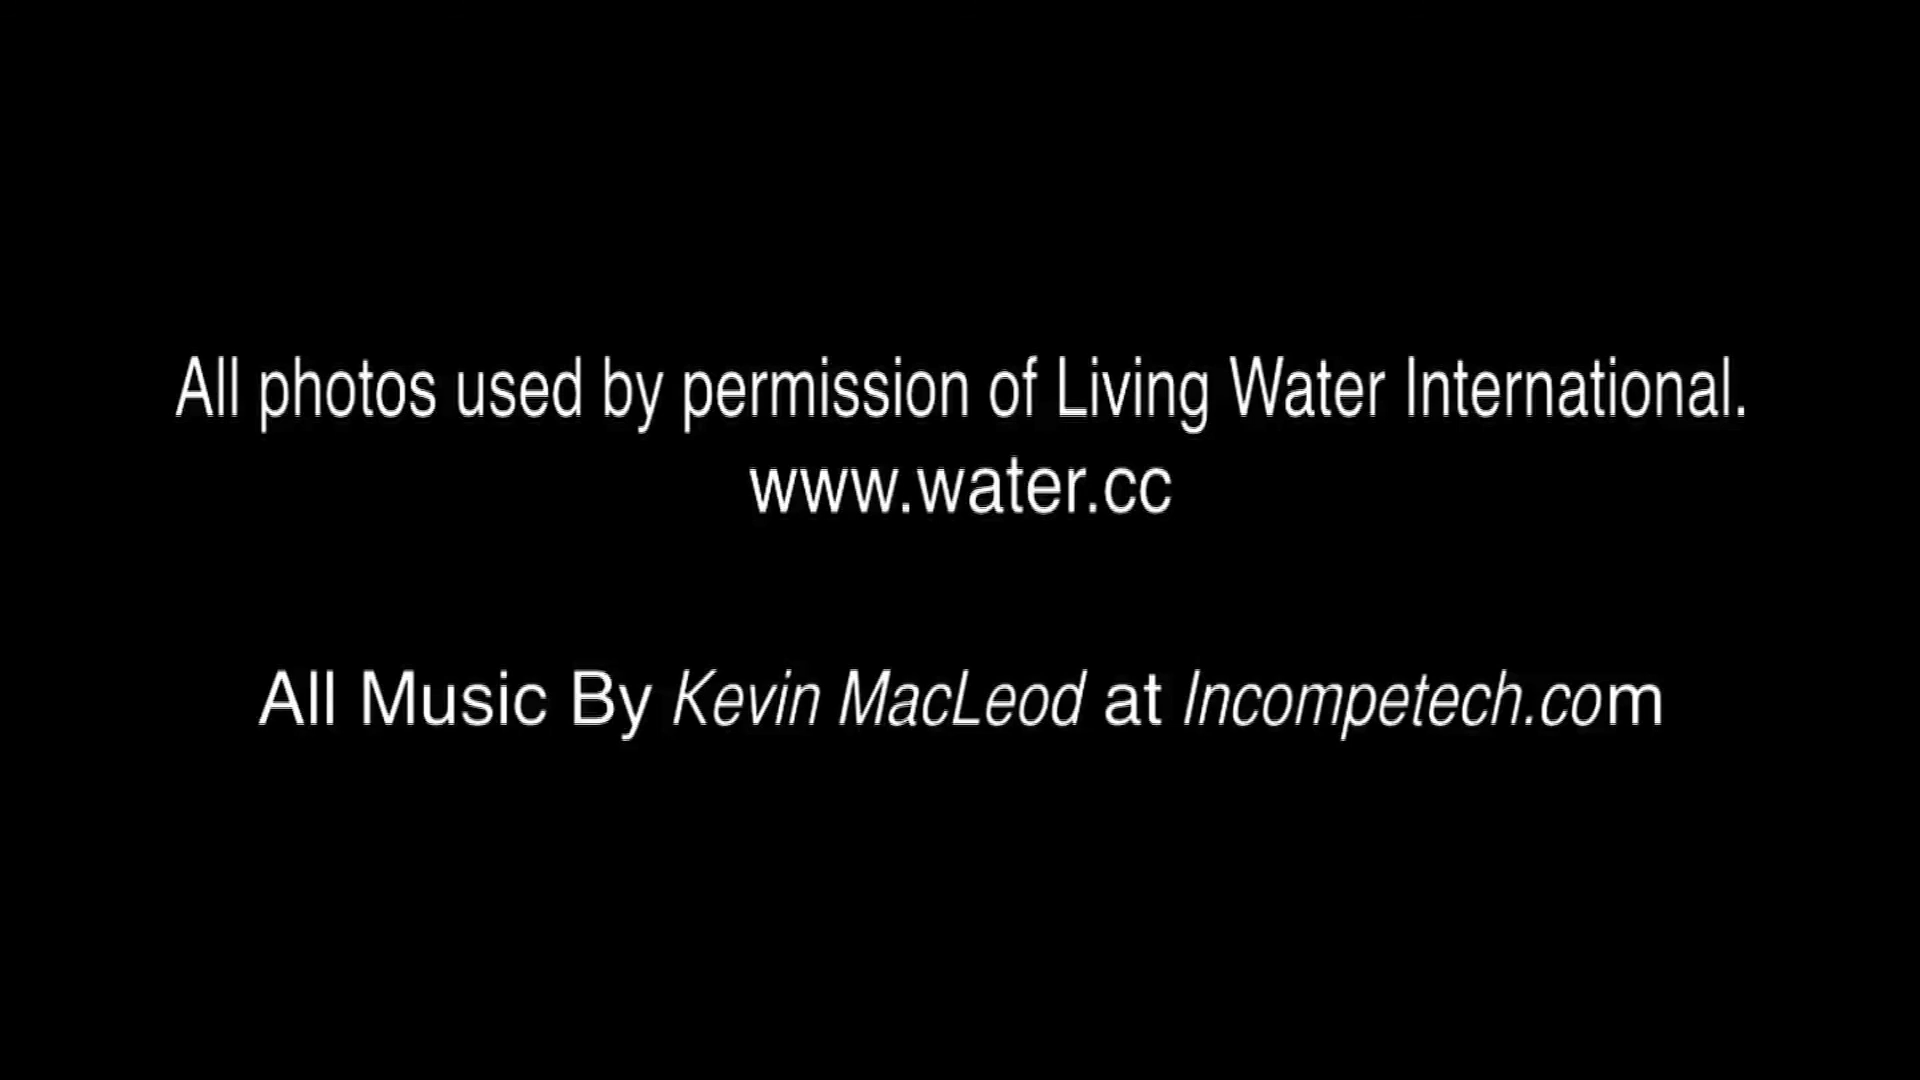 All photos used by permission of Living Water International.
www.water.cc
All Music By Kevin MacLeod at Incompetech.com